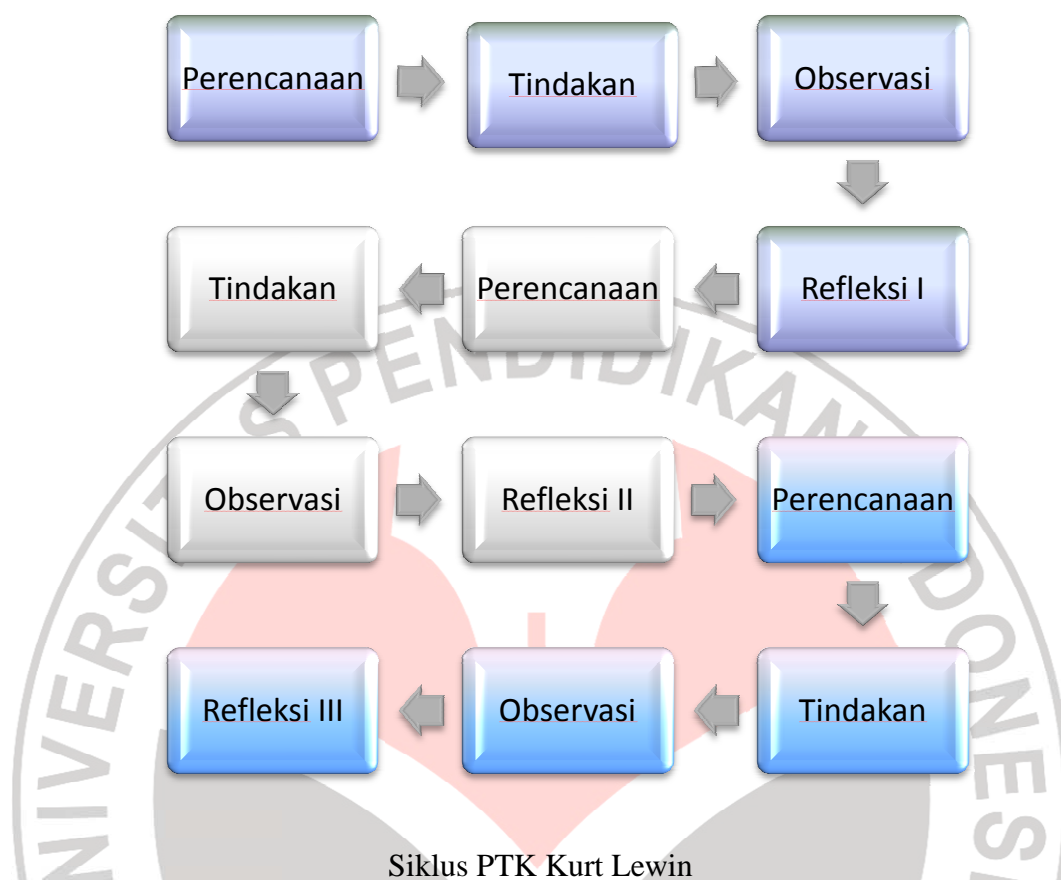 Perencanaan
Tindakan
Observasi
Refleksi I
Perencanaan
Tindakan
Observasi
Refleksi II
Perencanaan
Tindakan
Observasi
Refleksi III
Siklus PTK Kurt Lewin